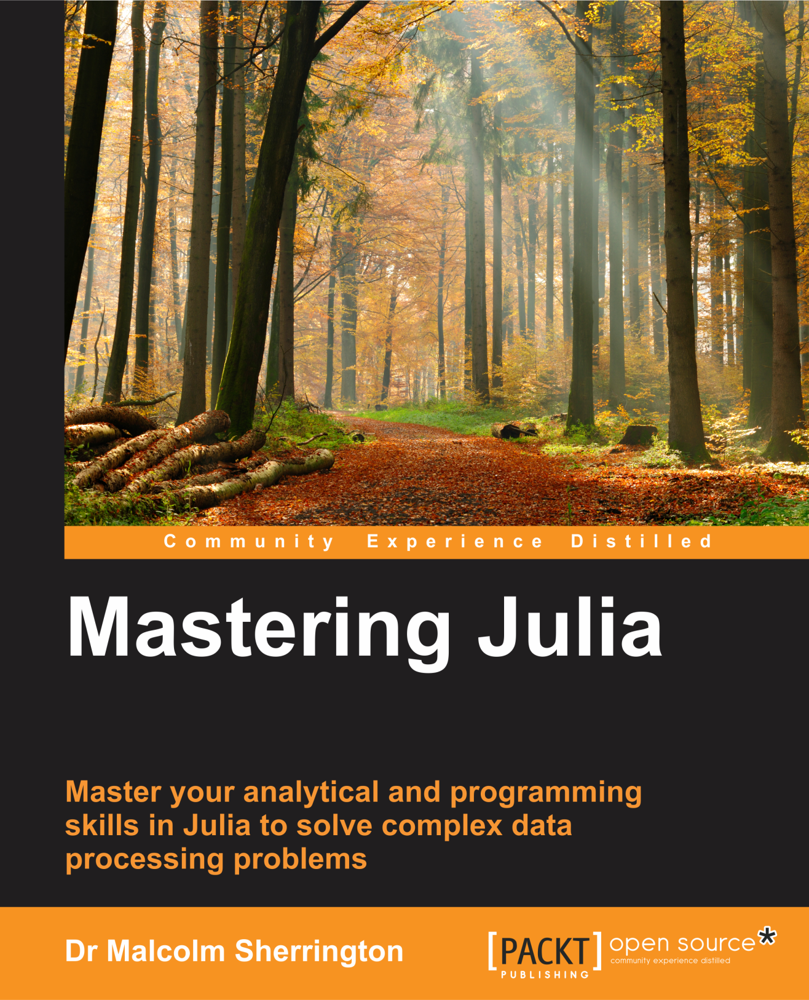 Community Experience Distilled
Mastering Julia
Master your analytical and programming
skills in Julia to solve complex data
processing problems
Dr Malcolm Sherrington
[PACKT]
PUBLISHING
open source*
community experience distilled